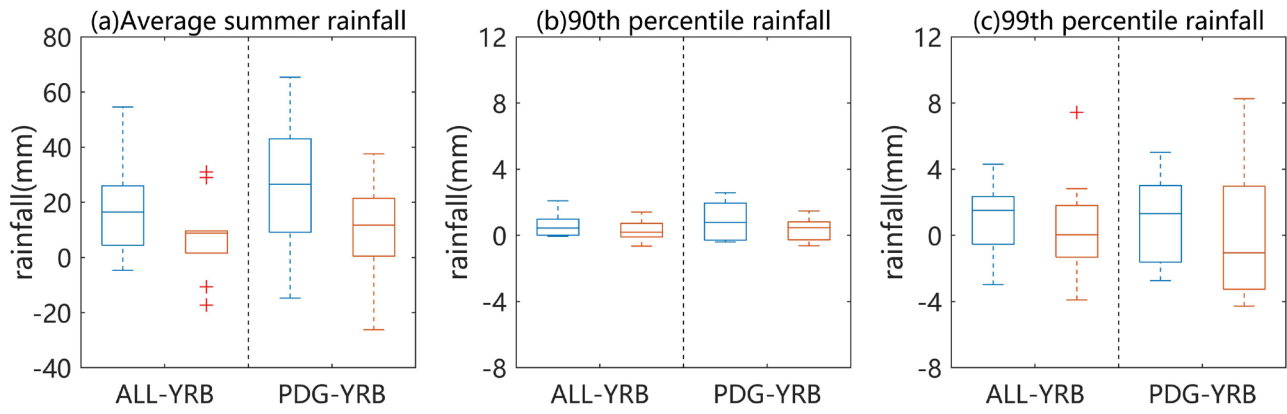 (a)Average summer rainfall
80
60
40
20
0
-20
-40
rainfall(mm)
ALL-YRB PDG-YRB
(b)90th percentile rainfall
12
8
4
0
-4
-8
rainfall(mm)
ALL-YRB PDG-YRB
(c)99th percentile rainfall
12
8
4
0
-4
-8
rainfall(mm)
ALL-YRB PDG-YRB